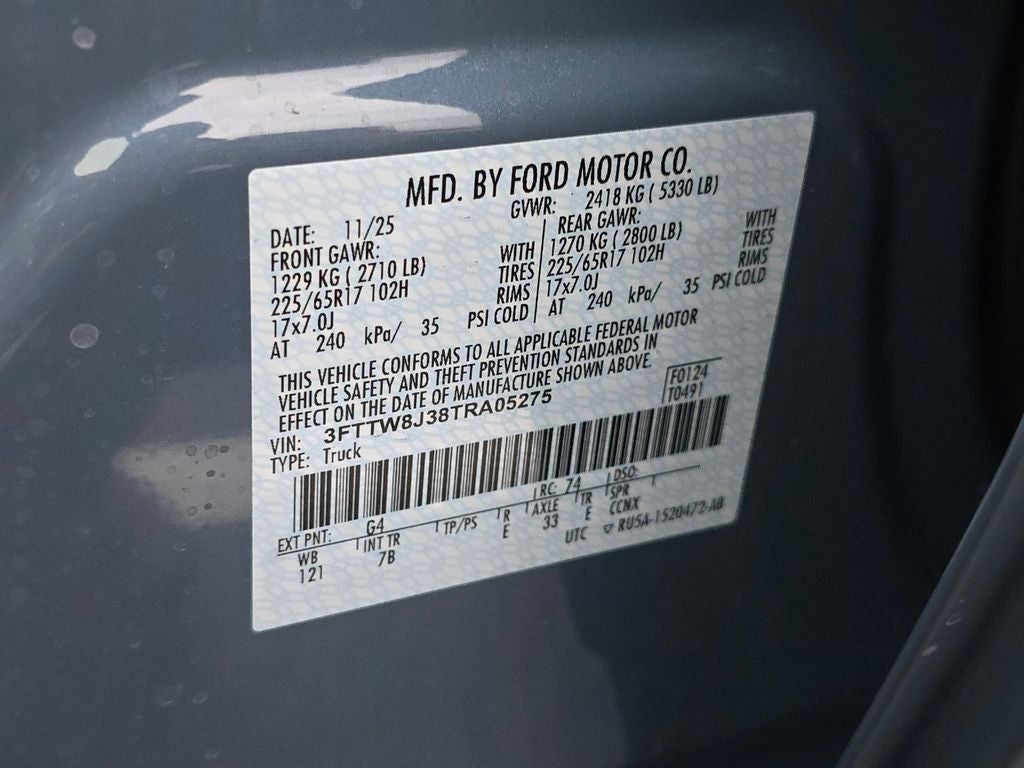 MFD. BY FORD MOTOR CO.
DATE: 11/25 GVWR: 2418 KG ( 5330 LB)
FRONT GAWR: REAR GAWR:
1229 KG ( 2710 LB) WITH 1270 KG ( 2800 LB) WITH
225/65R17 102H TIRES 225/65R17 102H TIRES
17x7.0J RIMS 17x7.0J RIMS
AT 240 kPa/ 35 PSI COLD AT 240 kPa/ 35 PSI COLD
THIS VEHICLE CONFORMS TO ALL APPLICABLE FEDERAL MOTOR
VEHICLE SAFETY AND THEFT PREVENTION STANDARDS IN
EFFECT ON THE DATE OF MANUFACTURE SHOWN ABOVE.
F0124
VIN: 3FTTW8J38TRA05275 T0491
TYPE: Truck
RC: 74 DSO:
EXT PNT: G4
WB INT TR TP/PS R AXLE TR SPR
121 7B E 33 E CCNX
UTC ▽ RU5A-1520472-AB